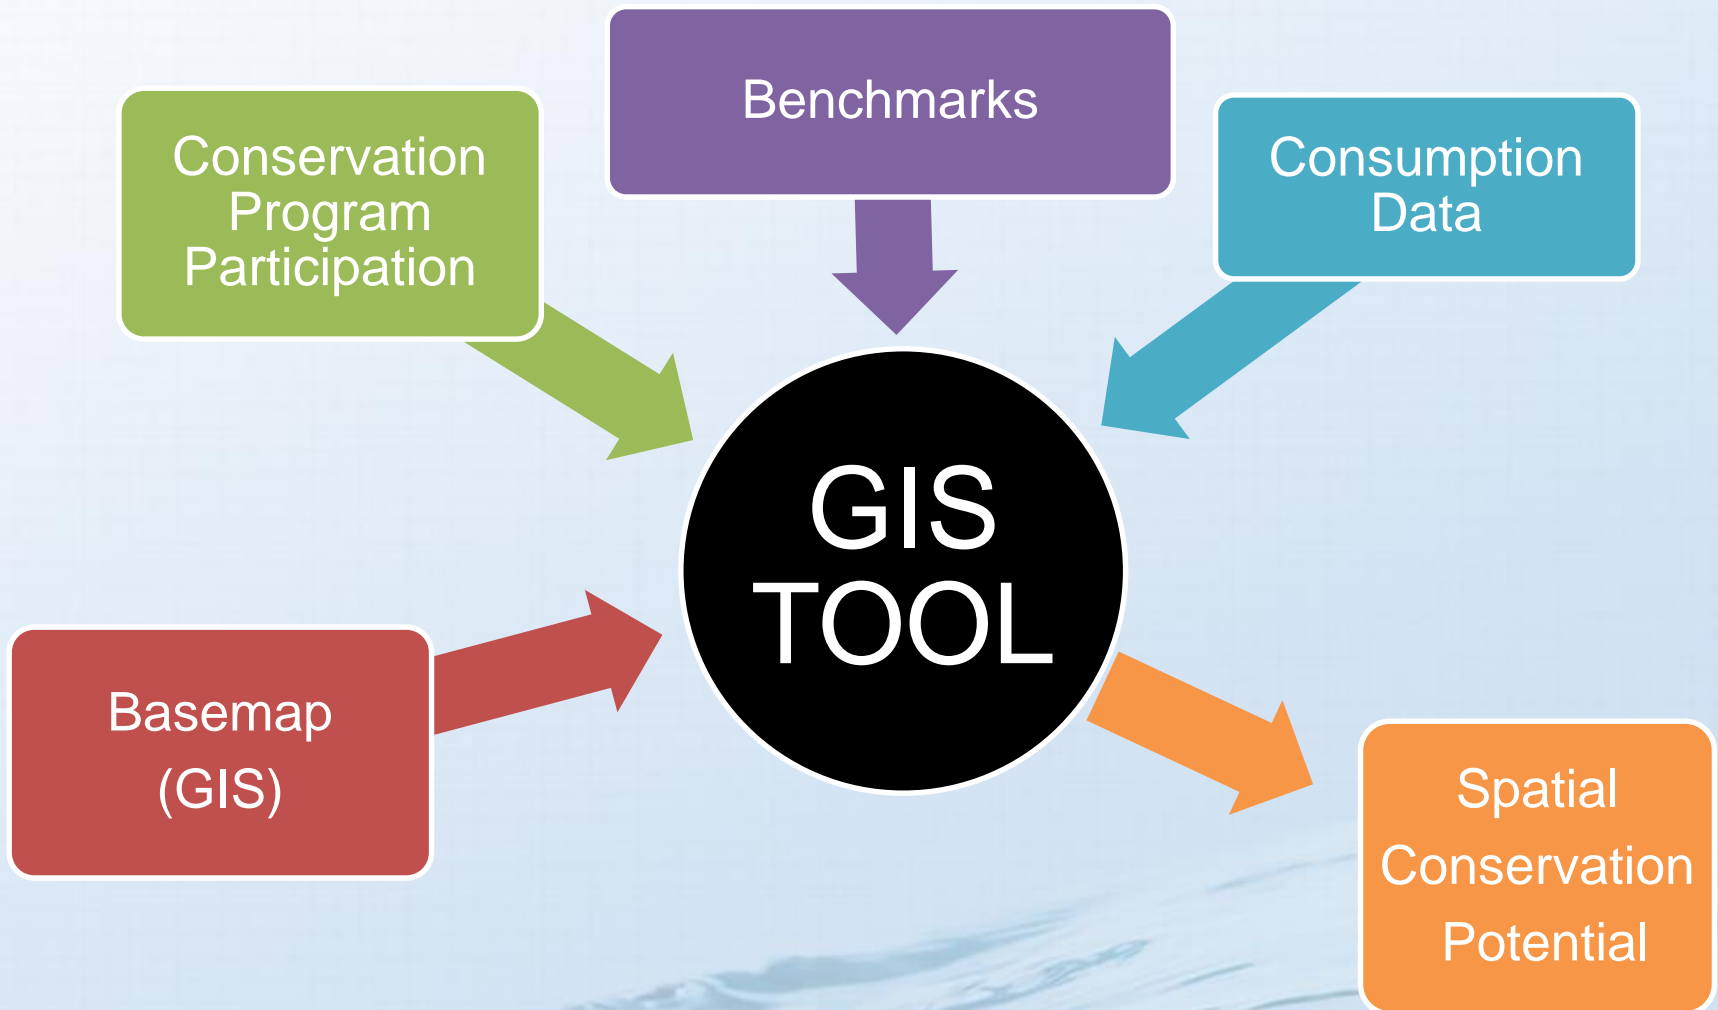 Benchmarks
Conservation
Program
Participation
Consumption
Data
GIS
TOOL
Basemap
(GIS)
Spatial
Conservation
Potential